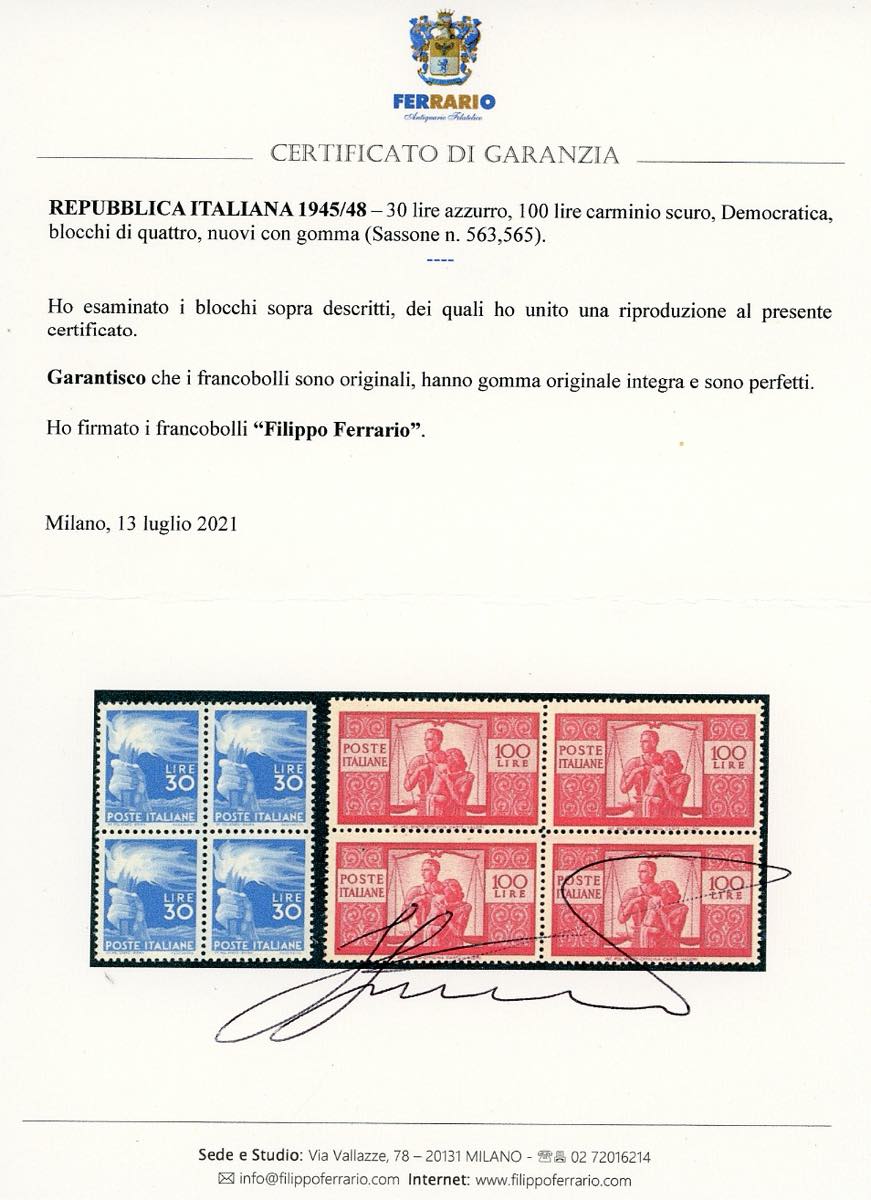 FERRARIO
Antiquario Filatelico
CERTIFICATO DI GARANZIA
REPUBBLICA ITALIANA 1945/48 – 30 lire azzurro, 100 lire carminio scuro, Democratica,
blocchi di quattro, nuovi con gomma (Sassone n. 563,565).
----
Ho esaminato i blocchi sopra descritti, dei quali ho unito una riproduzione al presente
certificato.
Garantisco che i francobolli sono originali, hanno gomma originale integra e sono perfetti.
Ho firmato i francobolli “Filippo Ferrario”.
Milano, 13 luglio 2021
LIRE
30
POSTE ITALIANE
LIRE
30
POSTE ITALIANE
POSTE
ITALIANE
100
LIRE
POSTE
ITALIANE
100
LIRE
LIRE
30
POSTE ITALIANE
LIRE
30
POSTE ITALIANE
POSTE
ITALIANE
100
LIRE
POSTE
ITALIANE
100
LIRE
Sede e Studio: Via Vallazze, 78 – 20131 MILANO - ☎ 02 72016214
✉ info@filippoferrario.com Internet: www.filippoferrario.com